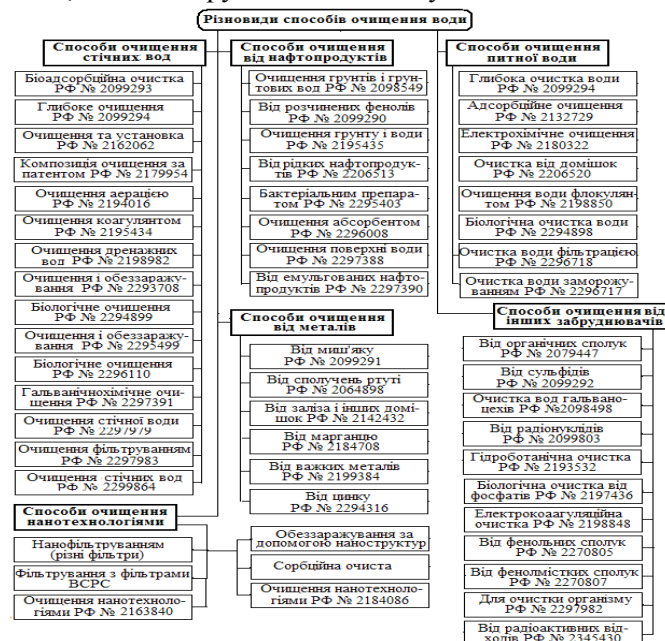 Різновиди способів очищення води
Способи очищення
стічних вод
Біоадсорбційна очистка
РФ № 2099293
Глибоке очищення
РФ № 2099294
Очищення та установка
РФ № 2162062
Композиція очищення за
патентом РФ № 2179954
Очищення аерацією
РФ № 2194016
Очищення коагулянтом
РФ № 2195434
Очищення дренажних
вод РФ № 2198982
Очищення і обеззаражу-
вання РФ № 2293708
Біологічне очищення
РФ № 2294899
Очищення і обеззаражу-
вання РФ № 2295499
Біологічне очищення
РФ № 2296110
Гальванічнохімічне очи-
щення РФ № 2297391
Очищення стічної води
РФ № 2297979
Очищення фільтруванням
РФ № 2297983
Очищення стічних вод
РФ № 2299864
Способи очищення
від нафтопродуктів
Очищення грунтів і грун-
тових вод РФ № 2098549
Від розчинених фенолів
РФ № 2099290
Очищення грунту і води
РФ № 2195435
Від рідких нафтопродук-
тів РФ № 2206513
Бактеріальним препара-
том РФ № 2295403
Очищення абсорбентом
РФ № 2296008
Очищення поверхні води
РФ № 2297388
Від емульгованих нафто-
продуктів РФ № 2297390
Способи очищення
від металів
Від миш'яку
РФ № 2099291
Від сполучень ртуті
РФ № 2064898
Від заліза і інших домі-
шок РФ № 2142432
Від марганцю
РФ № 2184708
Від важких металів
РФ № 2199384
Від цинку
РФ № 2294316
Способи очищення
питної води
Глибока очистка води
РФ № 2099294
Адсорбційне очищення
РФ № 2132729
Електрохімічне очищення
РФ № 2180322
Очистка від домішок
РФ № 2206520
Очищення води флокулян-
том РФ № 2198850
Біологічна очистка води
РФ № 2294898
Очистка води фільтрацією
РФ № 2296718
Очистка води заморожу-
ванням РФ № 2296717
Способи очищення від
інших забруднювачів
Від органічних сполук
РФ № 2079447
Від сульфідів
РФ № 2099292
Очистка вод гальвано-
цехів РФ №2098498
Від радіонуклідів
РФ № 2099803
Гідроботанічна очистка
РФ № 2193532
Біологічна очистка від
фосфатів РФ № 2197436
Електрокоагуляційна
очистка РФ № 2198848
Від фенольних сполук
РФ № 2270805
Від фенолмістких сполук
РФ № 2270807
Для очистки організму
РФ № 2297982
Від радіоактивних від-
ходів РФ № 2345430
Способи очищення
нанотехнологіями
Нанофільтруванням
(різні фільтри)
Фільтрування з фільтрами
ВСРС
Очищення нанотехноло-
гіями РФ № 2163840
Обеззаражування за
допомогою наноструктур
Сорбційна очиста
Очищення нанотехноло-
гіями РФ № 2184086